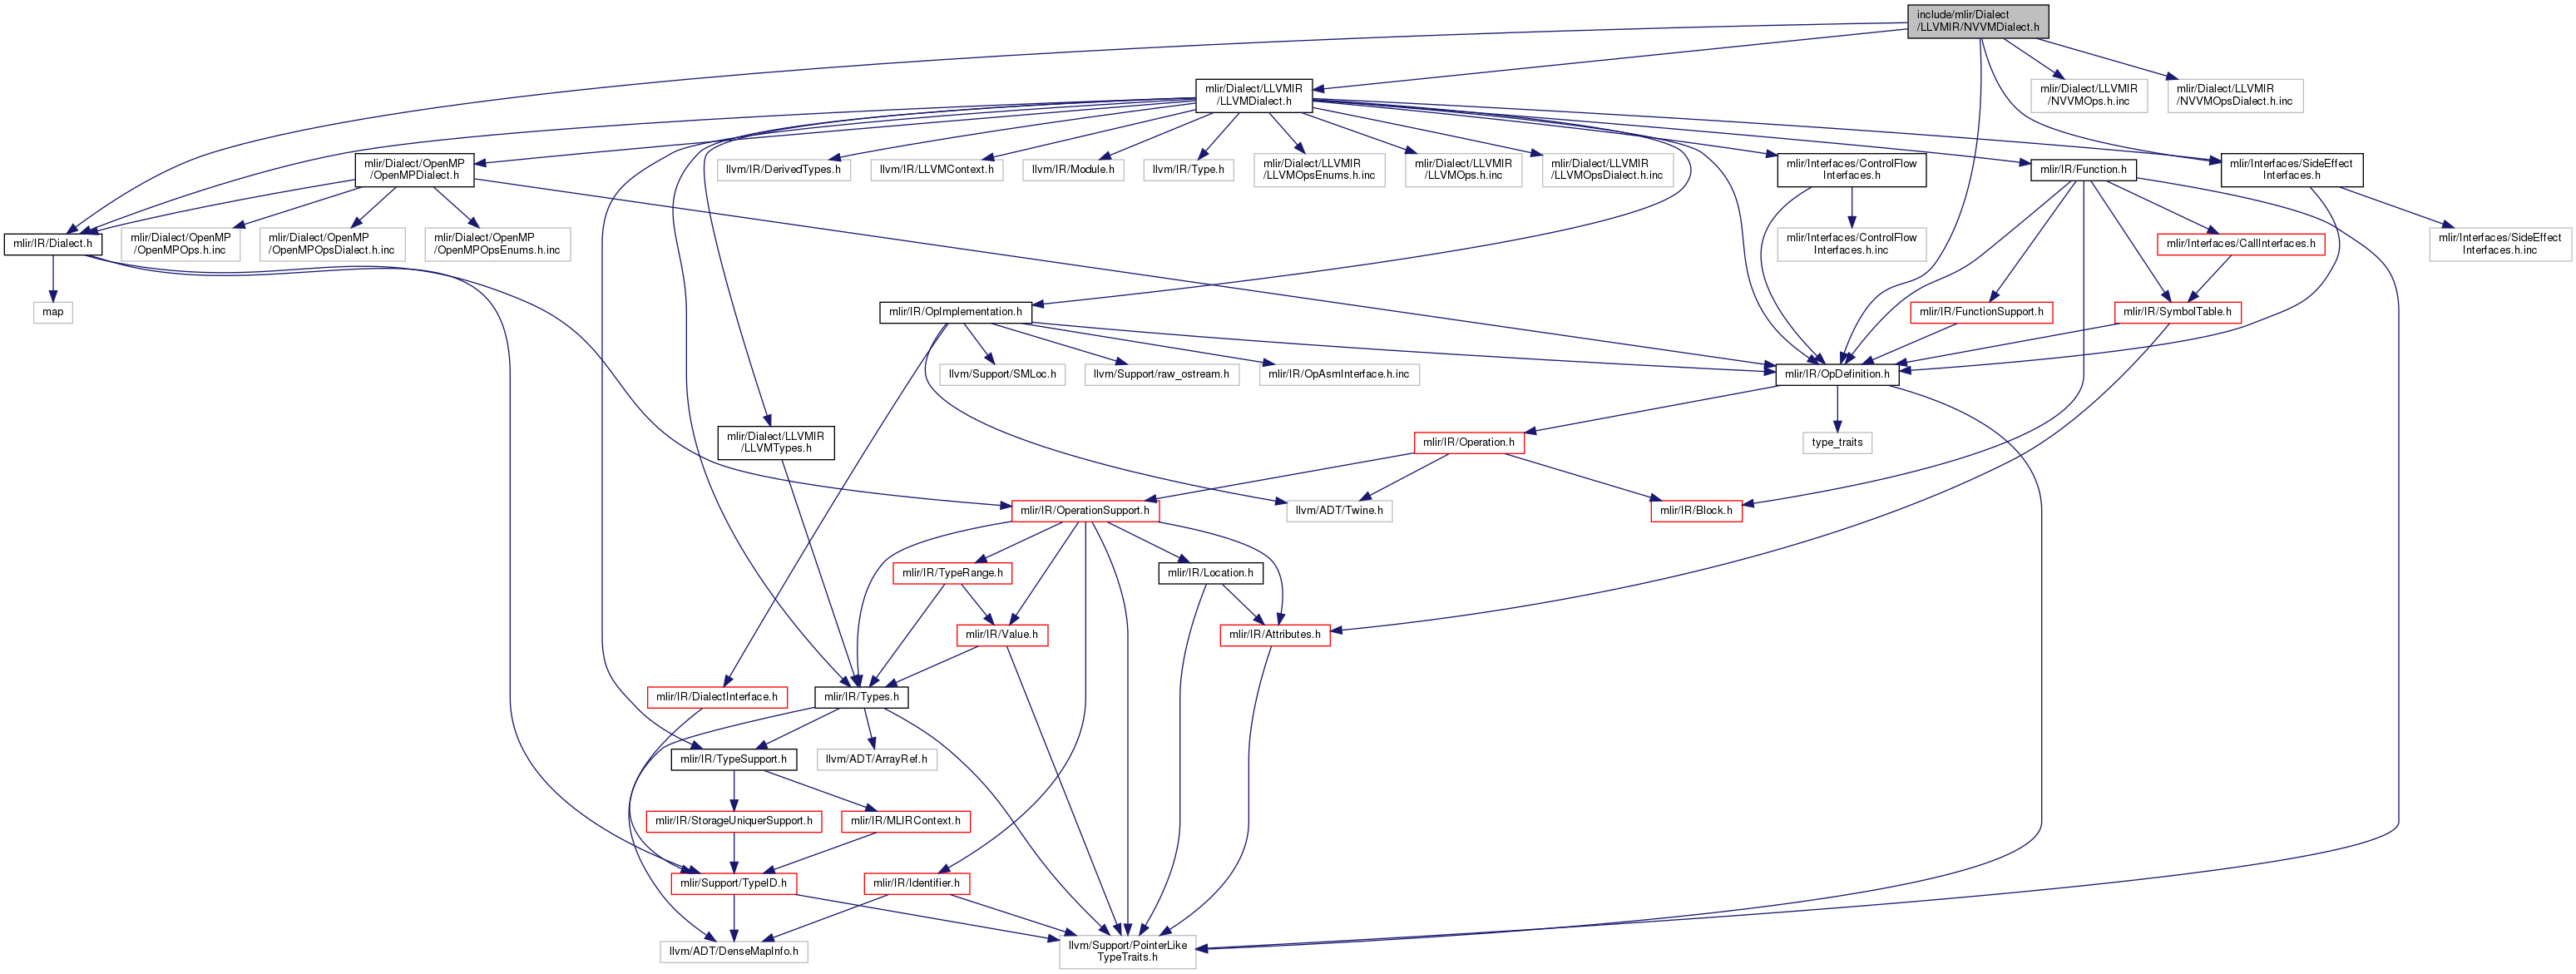 include/mlir/Dialect
/LLVMIR/NVVMDialect.h
mlir/Dialect/LLVMIR
/LLVMDialect.h
mlir/Dialect/LLVMIR
/NVVMOps.h.inc
mlir/Dialect/LLVMIR
/NVVMOpsDialect.h.inc
mlir/Dialect/OpenMP
/OpenMPDialect.h
llvm/IR/DerivedTypes.h
llvm/IR/LLVMContext.h
llvm/IR/Module.h
llvm/IR/Type.h
mlir/Dialect/LLVMIR
/LLVMOpsEnums.h.inc
mlir/Dialect/LLVMIR
/LLVMOps.h.inc
mlir/Dialect/LLVMIR
/LLVMOpsDialect.h.inc
mlir/Interfaces/ControlFlow
Interfaces.h
mlir/IR/Function.h
mlir/Interfaces/SideEffect
Interfaces.h
mlir/IR/Dialect.h
mlir/Dialect/OpenMP
/OpenMPOps.h.inc
mlir/Dialect/OpenMP
/OpenMPOpsDialect.h.inc
mlir/Dialect/OpenMP
/OpenMPOpsEnums.h.inc
mlir/Interfaces/ControlFlow
Interfaces.h.inc
mlir/Interfaces/CallInterfaces.h
mlir/Interfaces/SideEffect
Interfaces.h.inc
map
mlir/IR/OpImplementation.h
mlir/IR/FunctionSupport.h
mlir/IR/SymbolTable.h
llvm/Support/SMLoc.h
llvm/Support/raw_ostream.h
mlir/IR/OpAsmInterface.h.inc
mlir/IR/OpDefinition.h
mlir/Dialect/LLVMIR
/LLVMTypes.h
mlir/IR/Operation.h
type_traits
mlir/IR/OperationSupport.h
llvm/ADT/Twine.h
mlir/IR/Block.h
mlir/IR/TypeRange.h
mlir/IR/Location.h
mlir/IR/Value.h
mlir/IR/Attributes.h
mlir/IR/DialectInterface.h
mlir/IR/Types.h
mlir/IR/TypeSupport.h
llvm/ADT/ArrayRef.h
mlir/IR/StorageUniquerSupport.h
mlir/IR/MLIRContext.h
mlir/Support/TypeID.h
mlir/IR/Identifier.h
llvm/ADT/DenseMapInfo.h
llvm/Support/PointerLike
TypeTraits.h